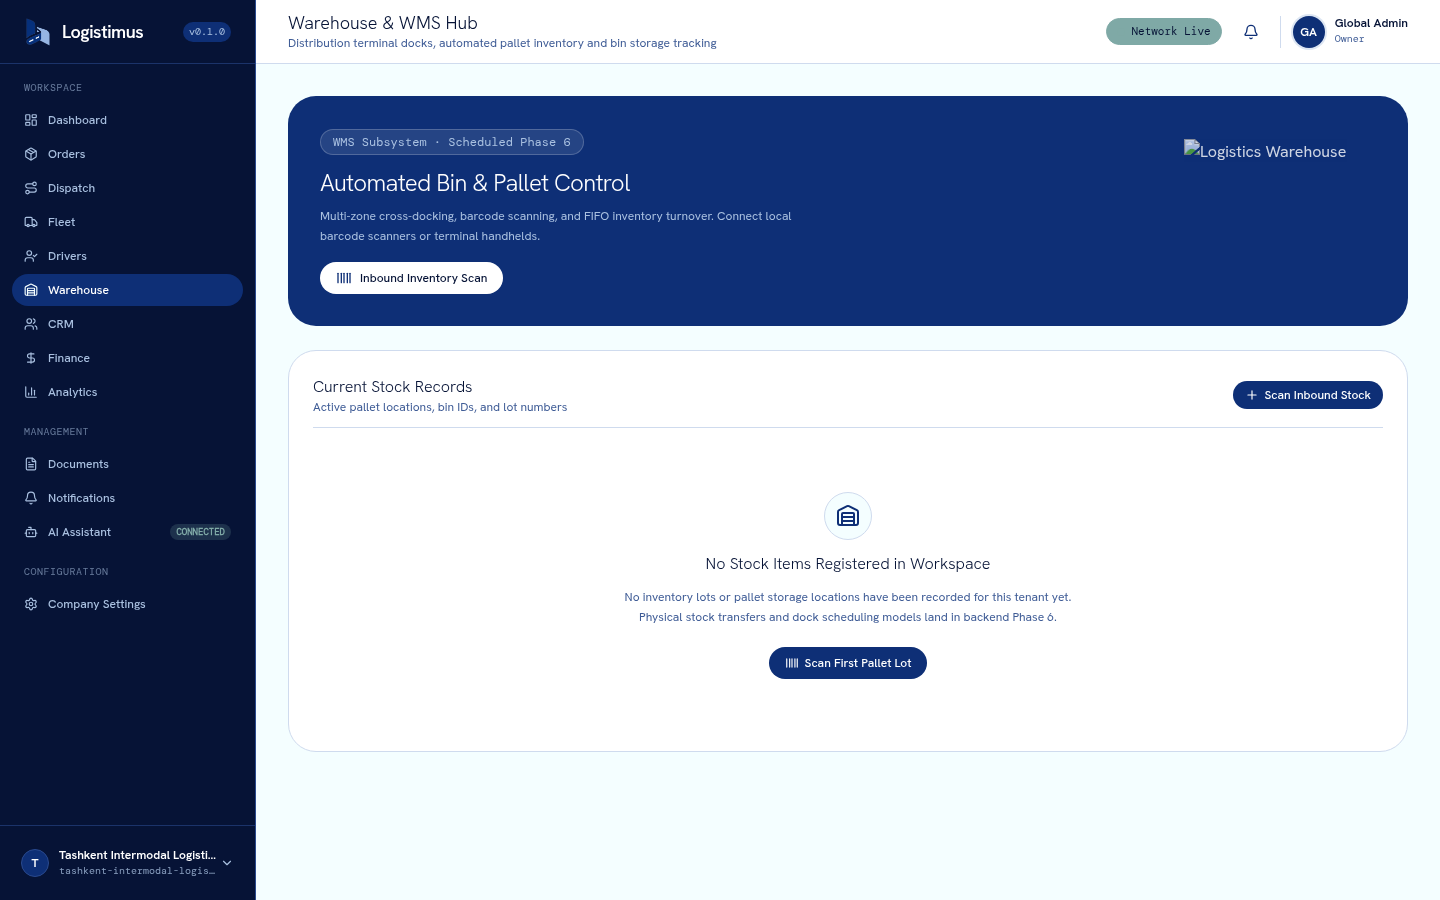 Logistimus
v0.1.0
WORKSPACE
Dashboard
Orders
Dispatch
Fleet
Drivers
Warehouse
CRM
Finance
Analytics
MANAGEMENT
Documents
Notifications
AI Assistant
CONNECTED
CONFIGURATION
Company Settings
T
Tashkent Intermodal Logisti...
tashkent-intermodal-logis…
Warehouse & WMS Hub
Distribution terminal docks, automated pallet inventory and bin storage tracking
Network Live
GA
Global Admin
Owner
WMS Subsystem · Scheduled Phase 6
Automated Bin & Pallet Control
Multi-zone cross-docking, barcode scanning, and FIFO inventory turnover. Connect local
barcode scanners or terminal handhelds.
Inbound Inventory Scan
Logistics Warehouse
Current Stock Records
Active pallet locations, bin IDs, and lot numbers
Scan Inbound Stock
No Stock Items Registered in Workspace
No inventory lots or pallet storage locations have been recorded for this tenant yet.
Physical stock transfers and dock scheduling models land in backend Phase 6.
Scan First Pallet Lot